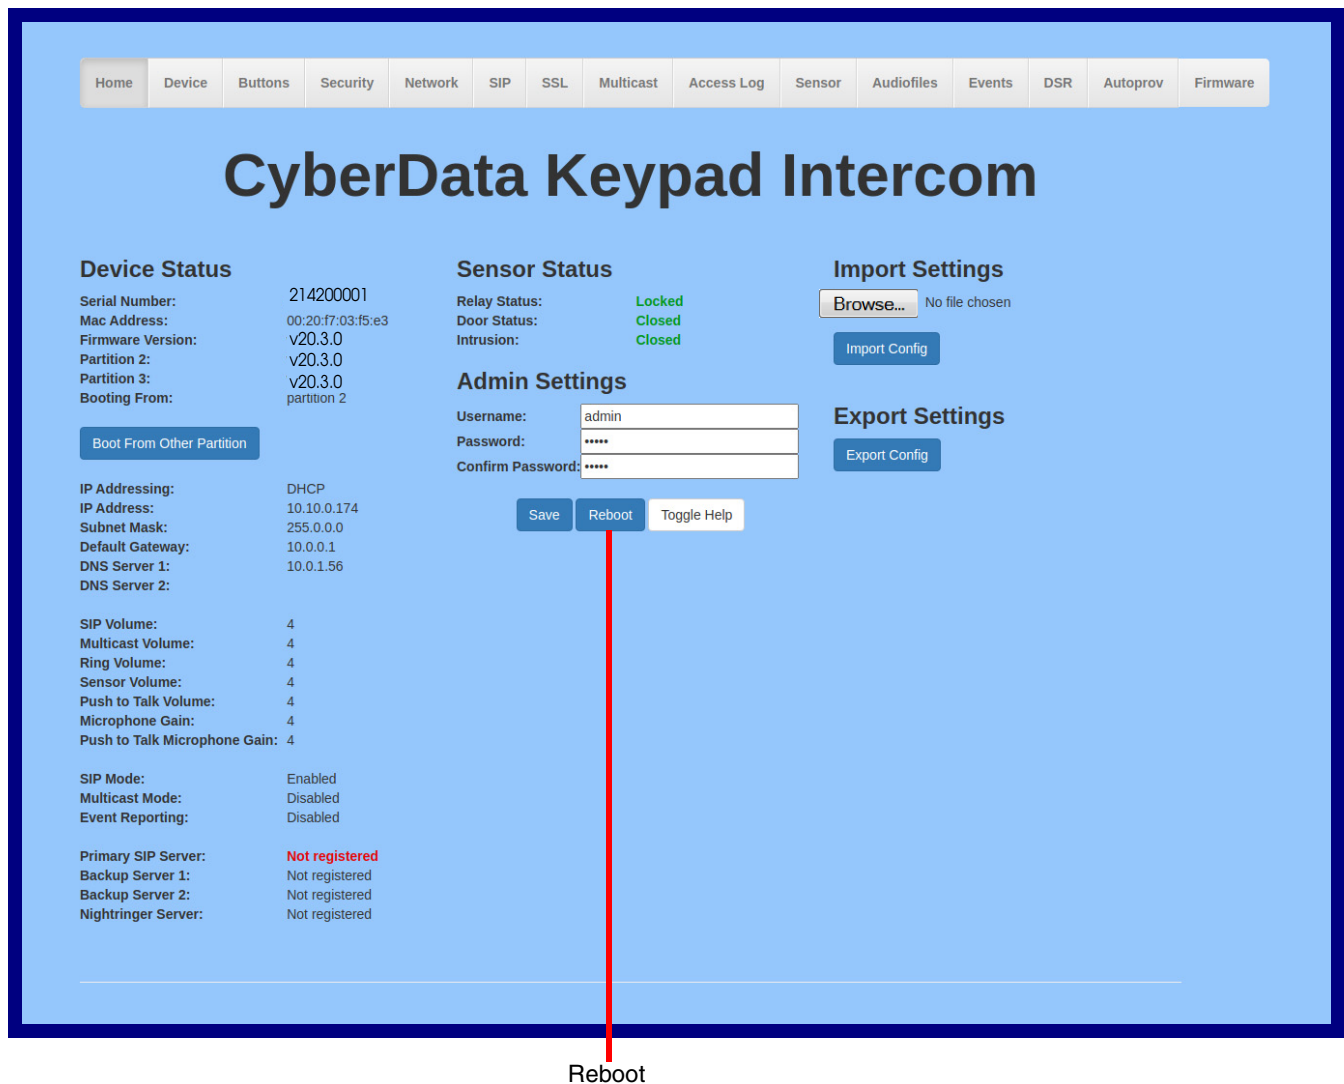 Home Device Buttons Security Network SIP SSL Multicast Access Log Sensor Audiofiles Events DSR Autoprov Firmware
CyberData Keypad Intercom
Device Status
Serial Number: 214200001
Mac Address: 00:20:f7:03:f5:e3
Firmware Version: v20.3.0
Partition 2: v20.3.0
Partition 3: v20.3.0
Booting From: partition 2
Boot From Other Partition
IP Addressing: DHCP
IP Address: 10.10.0.174
Subnet Mask: 255.0.0.0
Default Gateway: 10.0.0.1
DNS Server 1: 10.0.1.56
DNS Server 2:
SIP Volume: 4
Multicast Volume: 4
Ring Volume: 4
Sensor Volume: 4
Push to Talk Volume: 4
Microphone Gain: 4
Push to Talk Microphone Gain: 4
SIP Mode: Enabled
Multicast Mode: Disabled
Event Reporting: Disabled
Primary SIP Server: Not registered
Backup Server 1: Not registered
Backup Server 2: Not registered
Nightringer Server: Not registered
Sensor Status
Relay Status: Locked
Door Status: Closed
Intrusion: Closed
Admin Settings
Username: admin
Password: •••••
Confirm Password: •••••
Save Reboot Toggle Help
Import Settings
Browse... No file chosen
Import Config
Export Settings
Export Config
Reboot